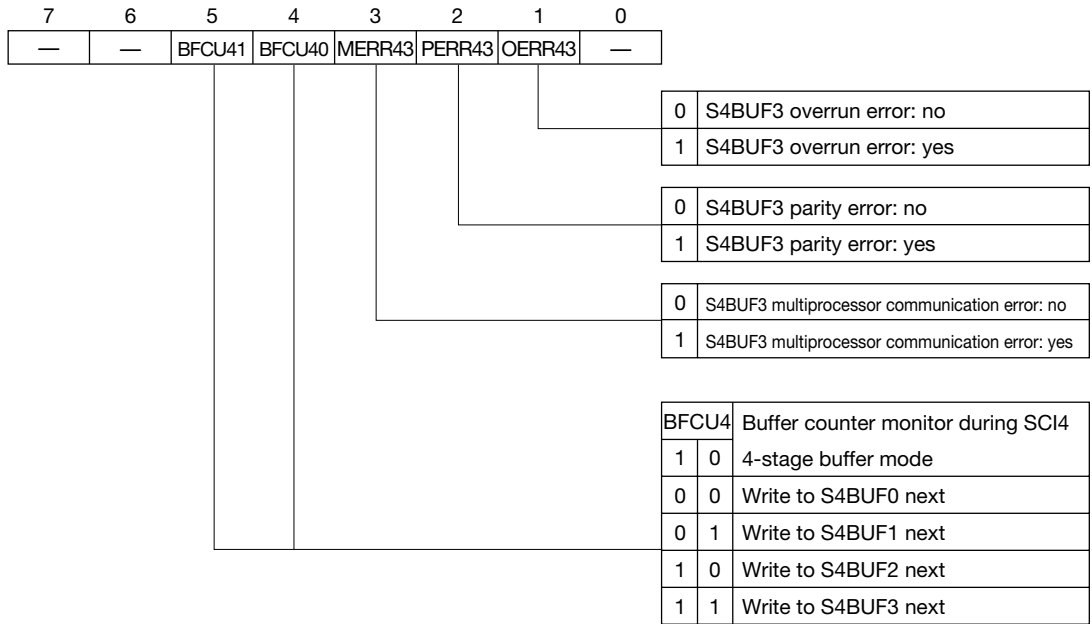 7 6 5 4 3 2 1 0
— — BFCU41 BFCU40 MERR43 PERR43 OERR43 —
0 S4BUF3 overrun error: no
1 S4BUF3 overrun error: yes
0 S4BUF3 parity error: no
1 S4BUF3 parity error: yes
0 S4BUF3 multiprocessor communication error: no
1 S4BUF3 multiprocessor communication error: yes
BFCU4 Buffer counter monitor during SCI4
1 0 4-stage buffer mode
0 0 Write to S4BUF0 next
0 1 Write to S4BUF1 next
1 0 Write to S4BUF2 next
1 1 Write to S4BUF3 next